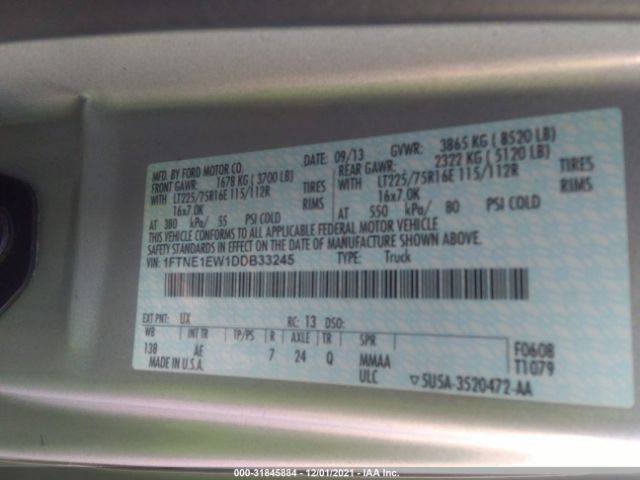 MFD. BY FORD MOTOR CO. DATE: 09/13 GVWR: 3865 KG ( 8520 LB)
FRONT GAWR: 1678 KG ( 3700 LB) REAR GAWR: 2322 KG ( 5120 LB)
WITH LT225/75R16E 115/112R TIRES WITH LT225/75R16E 115/112R TIRES
16x7.0K RIMS 16x7.0K RIMS
AT 380 kPa/ 55 PSI COLD AT 550 kPa/ 80 PSI COLD
THIS VEHICLE CONFORMS TO ALL APPLICABLE FEDERAL MOTOR VEHICLE
SAFETY STANDARDS IN EFFECT ON THE DATE OF MANUFACTURE SHOWN ABOVE.
VIN: 1FTNE1EW1DDB33245 TYPE: Truck
EXT PNT: UX RC: 13 DSO:
WB INT TR TP/PS R AXLE TR SPR F0608
138 AE 7 24 Q MMAA T1079
MADE IN U.S.A. ULC ▽5U5A-3520472-AA
000-31845884 - 12/01/2021 - IAA Inc.